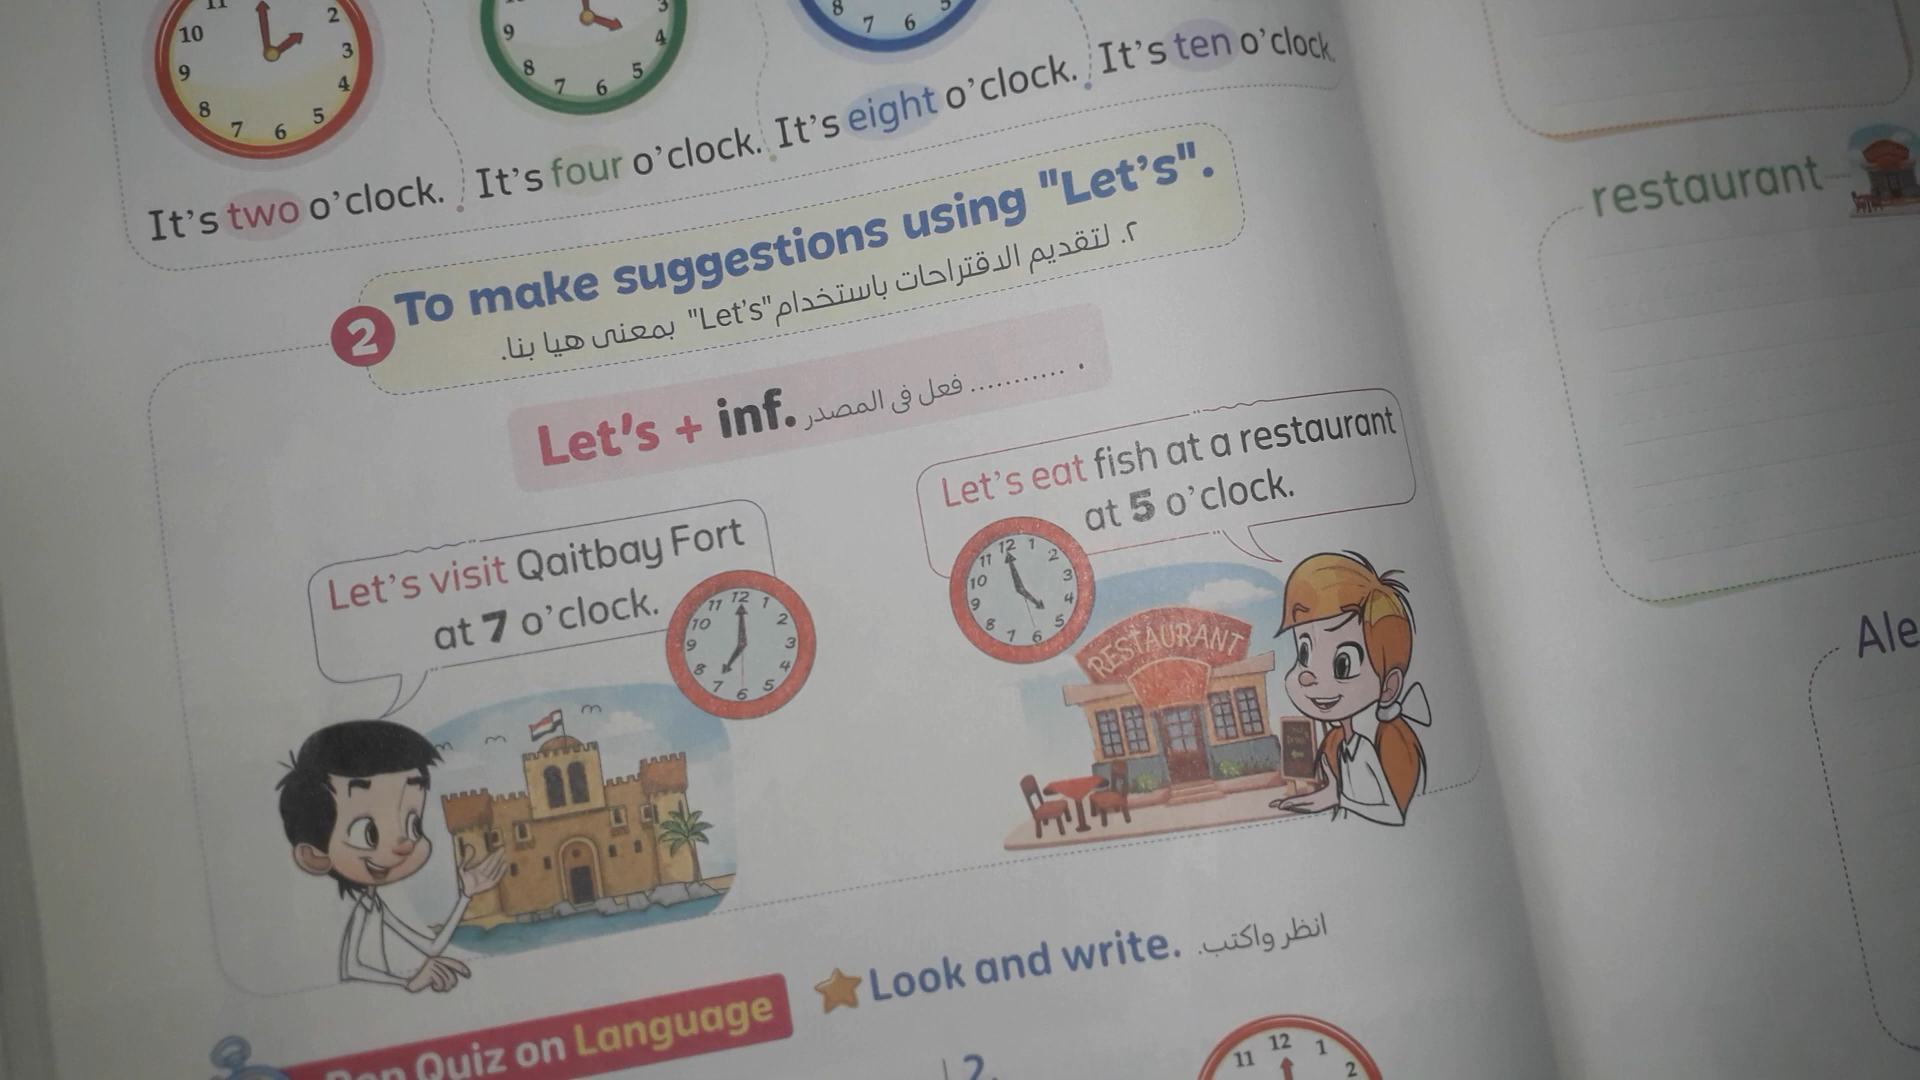 It's two o'clock. It's four o'clock. It's eight o'clock. It's ten o'clock.
2 To make suggestions using "Let's".
٢. لتقديم الاقتراحات باستخدام "Let's" بمعنى هيا بنا.
Let's + inf. فعل فى المصدر ........... .
Let's eat fish at a restaurant
at 5 o'clock.
Let's visit Qaitbay Fort
at 7 o'clock.
RESTAURANT
Pop Quiz on Language
Look and write. انظر واكتب.
2.
restaurant